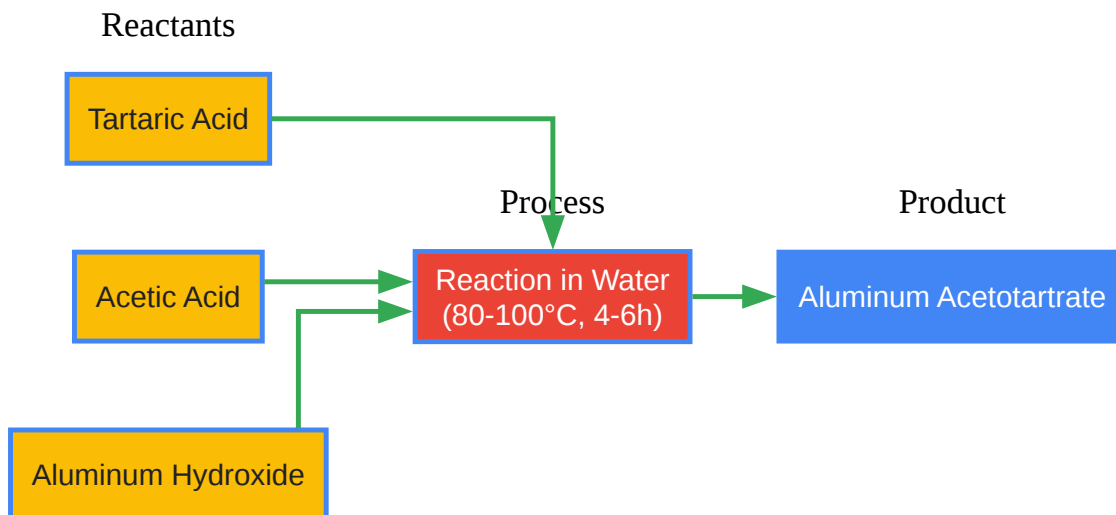 Reactants
Tartaric Acid
Process
Product
Acetic Acid
Reaction in Water
(80-100°C, 4-6h)
Aluminum Acetotartrate
Aluminum Hydroxide